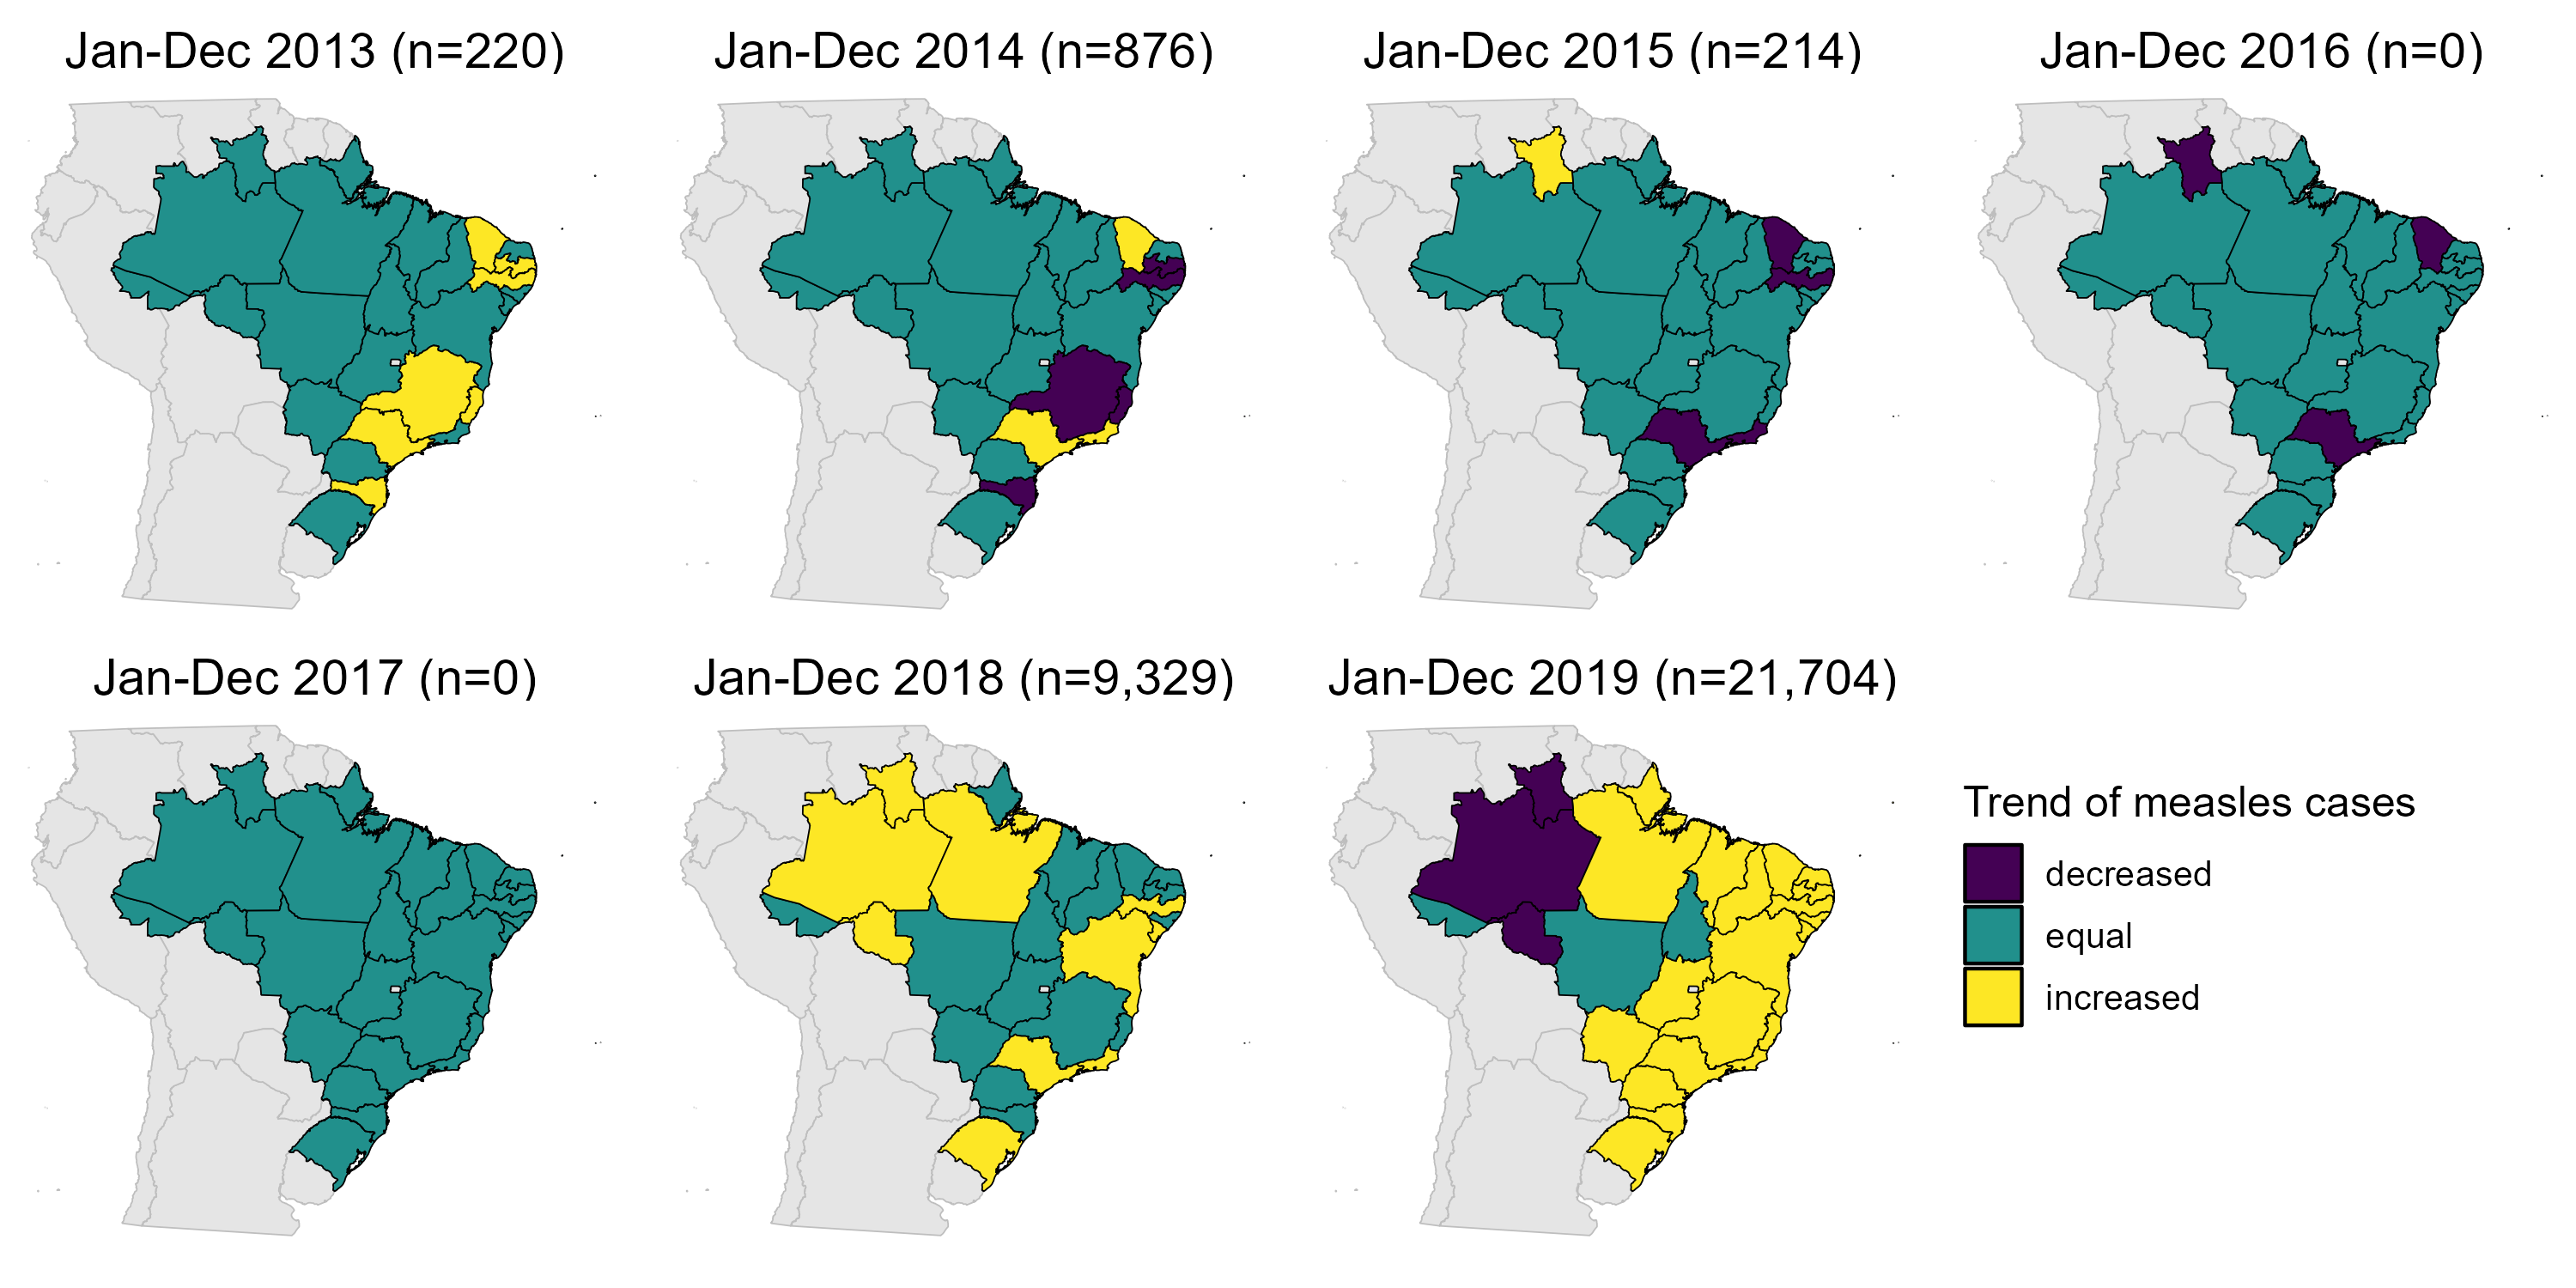 Jan-Dec 2013 (n=220)
Jan-Dec 2014 (n=876)
Jan-Dec 2015 (n=214)
Jan-Dec 2016 (n=0)
Jan-Dec 2017 (n=0)
Jan-Dec 2018 (n=9,329)
Jan-Dec 2019 (n=21,704)
Trend of measles cases
decreased
equal
increased